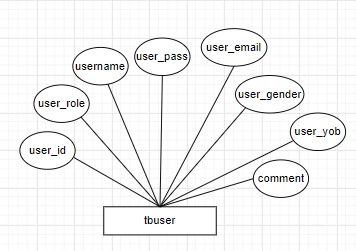 user_pass
user_email
username
user_gender
user_role
user_yob
user_id
comment
tbuser